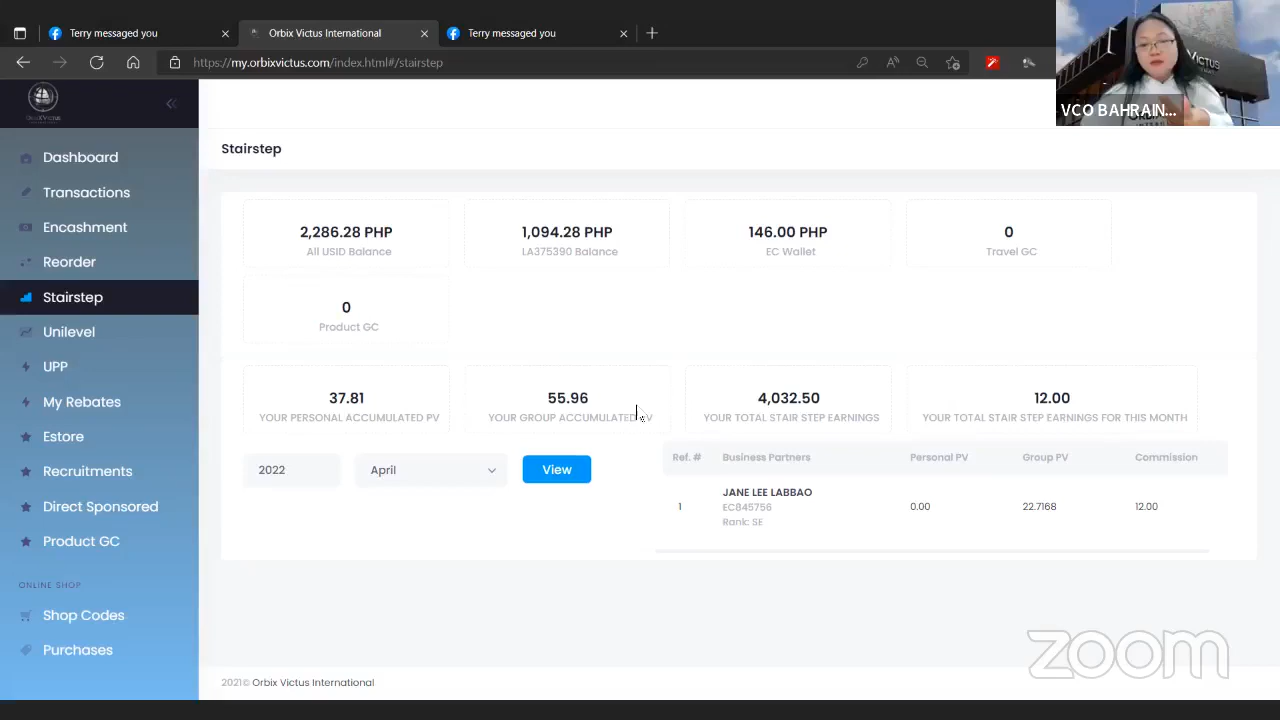 Terry messaged you
Orbix Victus International
Terry messaged you
https://my.orbixvictus.com/index.html#/stairstep
VICTUS
VCO BAHRAIN...
ORBIX VICTUS
Dashboard
Transactions
Encashment
Reorder
Stairstep
Unilevel
UPP
My Rebates
Estore
Recruitments
Direct Sponsored
Product GC
ONLINE SHOP
Shop Codes
Purchases
Stairstep
2,286.28 PHP
All USID Balance
1,094.28 PHP
LA375390 Balance
146.00 PHP
EC Wallet
0
Travel GC
0
Product GC
37.81
YOUR PERSONAL ACCUMULATED PV
55.96
YOUR GROUP ACCUMULATED PV
4,032.50
YOUR TOTAL STAIR STEP EARNINGS
12.00
YOUR TOTAL STAIR STEP EARNINGS FOR THIS MONTH
2022
April
View
Ref. # Business Partners Personal PV Group PV Commission
1 JANE LEE LABBAO 0.00 22.7168 12.00
EC845756
Rank: SE
2021© Orbix Victus International
zoom